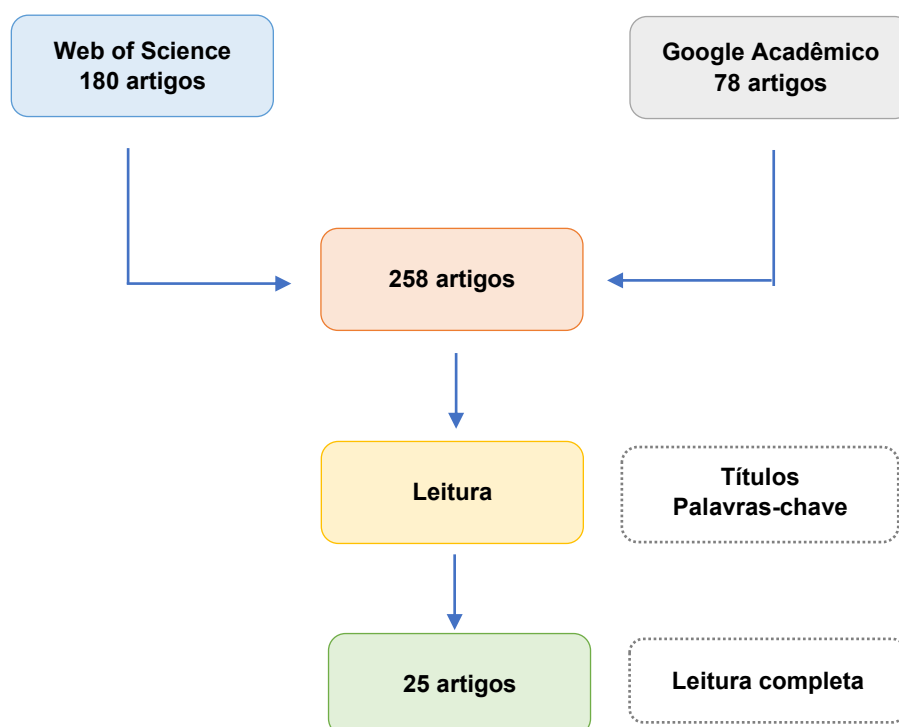 Web of Science
180 artigos
Google Acadêmico
78 artigos
258 artigos
Leitura
Títulos
Palavras-chave
25 artigos
Leitura completa